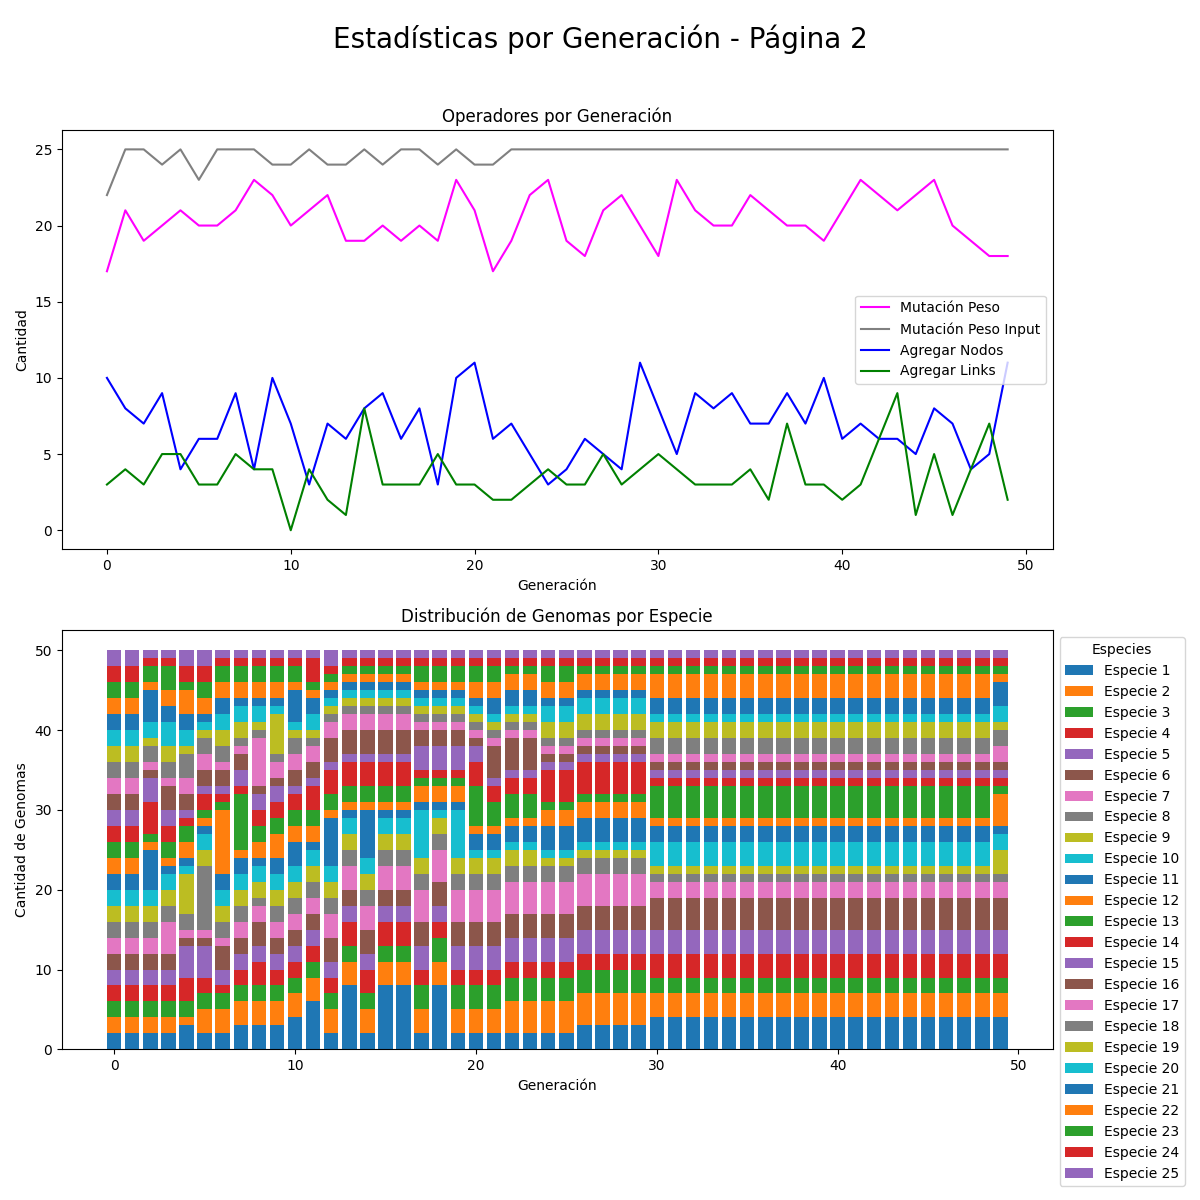 Estadísticas por Generación - Página 2
Operadores por Generación
25
20
15
10
5
0
Cantidad
Mutación Peso
Mutación Peso Input
Agregar Nodos
Agregar Links
0 10 20 30 40 50
Generación
Distribución de Genomas por Especie
50
40
30
20
10
0
Cantidad de Genomas
0 10 20 30 40 50
Generación
Especies
Especie 1
Especie 2
Especie 3
Especie 4
Especie 5
Especie 6
Especie 7
Especie 8
Especie 9
Especie 10
Especie 11
Especie 12
Especie 13
Especie 14
Especie 15
Especie 16
Especie 17
Especie 18
Especie 19
Especie 20
Especie 21
Especie 22
Especie 23
Especie 24
Especie 25